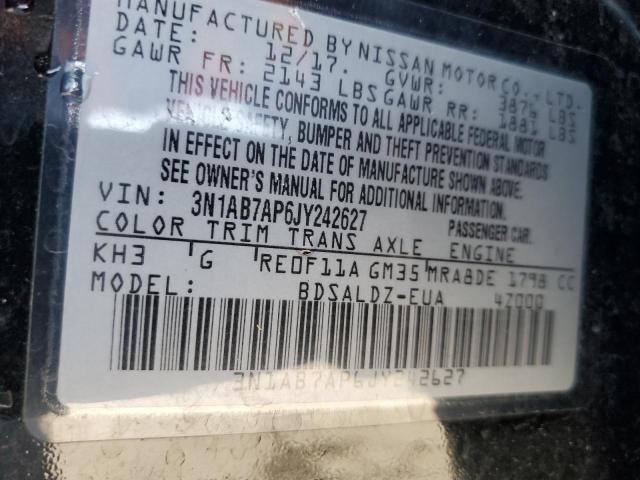 MANUFACTURED BY NISSAN MOTOR CO., LTD.
12/17. GVWR: 3876 LBS
GAWR FR: 2143 LBS GAWR RR: 1881 LBS
THIS VEHICLE CONFORMS TO ALL APPLICABLE FEDERAL MOTOR
VEHICLE SAFETY, BUMPER AND THEFT PREVENTION STANDARDS
IN EFFECT ON THE DATE OF MANUFACTURE SHOWN ABOVE.
SEE OWNER'S MANUAL FOR ADDITIONAL INFORMATION.
VIN: 3N1AB7AP6JY242627 PASSENGER CAR.
COLOR TRIM TRANS AXLE ENGINE
KH3 G RE0F11A GM35 MRA8DE 1798 CC
MODEL: BDSALDZ-EUA 4Z000
3N1AB7AP6JY242627